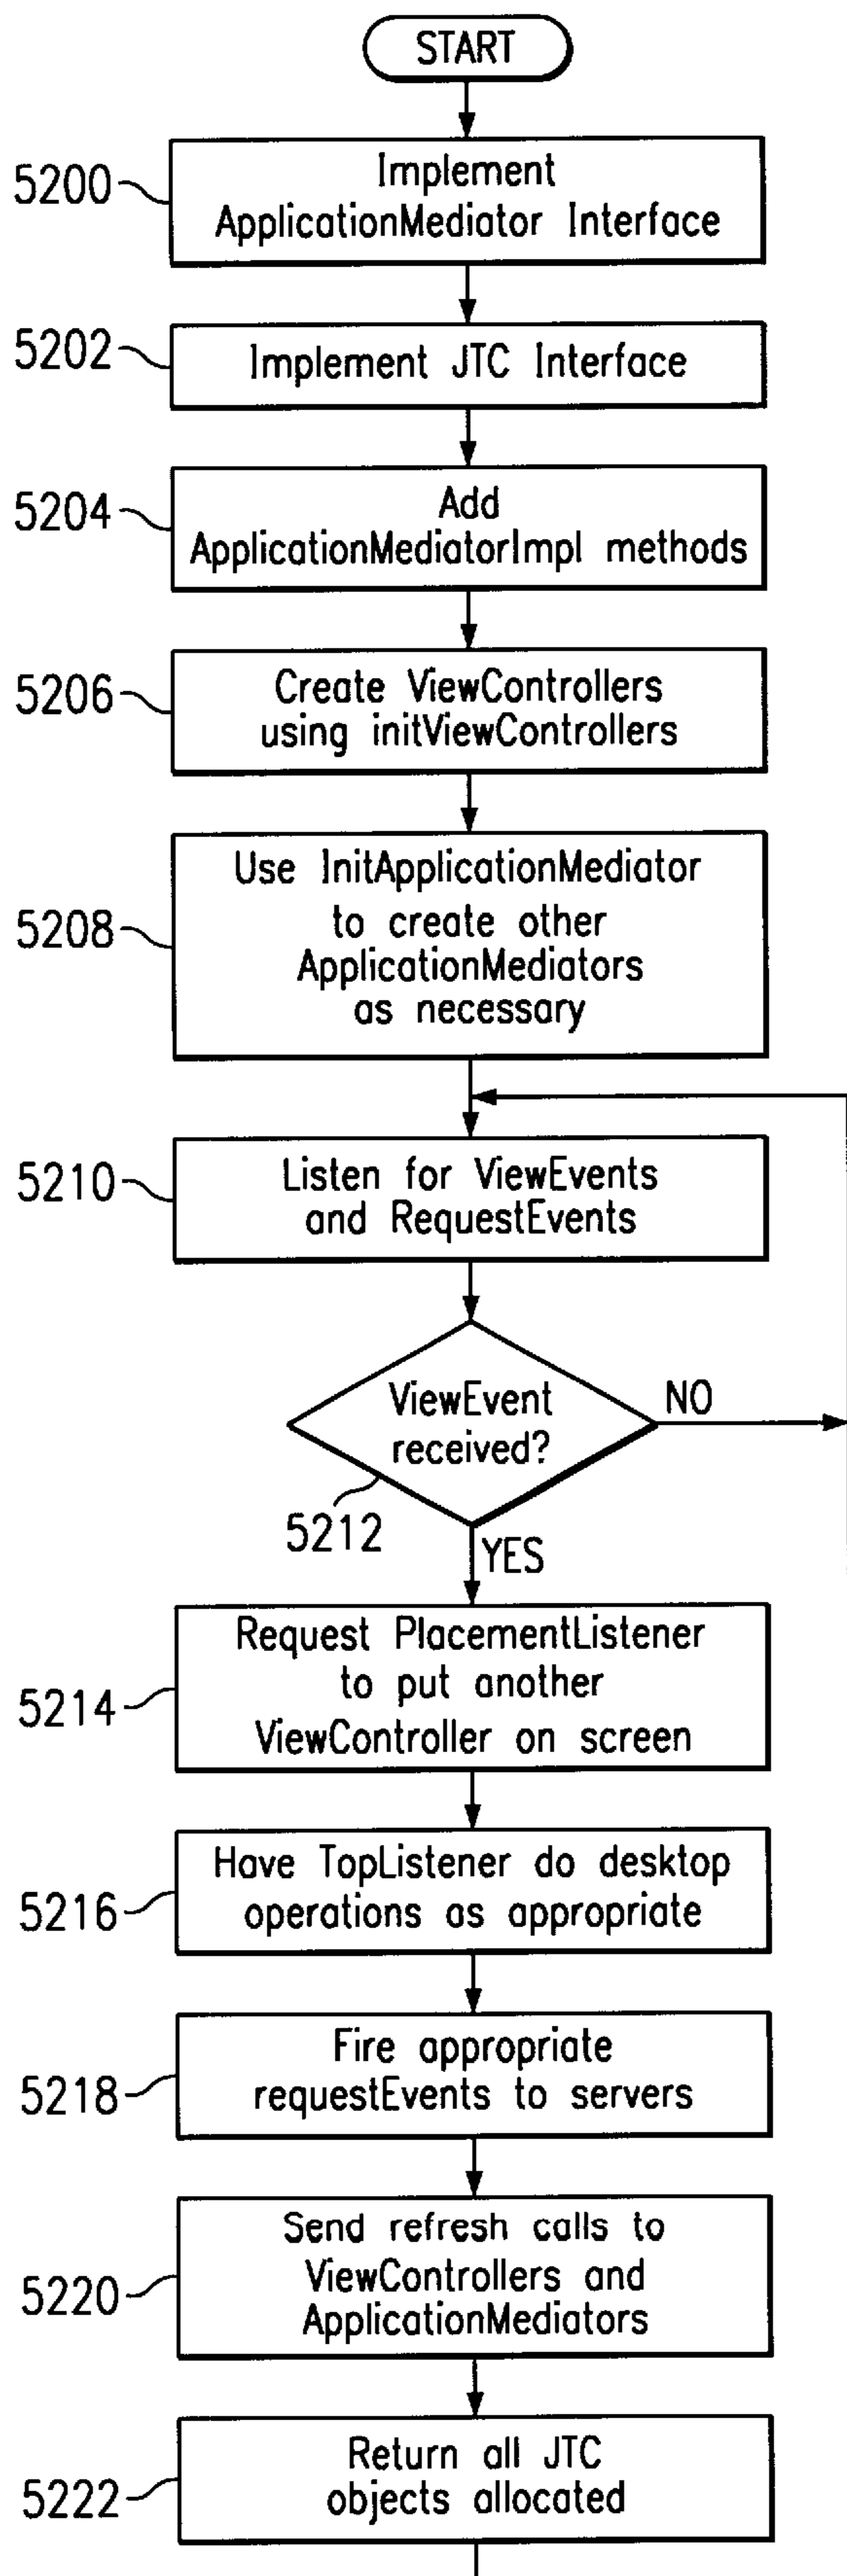 START
5200
Implement
ApplicationMediator Interface
5202
Implement JTC Interface
5204
Add
ApplicationMediatorImpl methods
5206
Create ViewControllers
using initViewControllers
5208
Use InitApplicationMediator
to create other
ApplicationMediators
as necessary
5210
Listen for ViewEvents
and RequestEvents
ViewEvent
received?
NO
5212
YES
5214
Request PlacementListener
to put another
ViewController on screen
5216
Have TopListener do desktop
operations as appropriate
5218
Fire appropriate
requestEvents to servers
5220
Send refresh calls to
ViewControllers and
ApplicationMediators
5222
Return all JTC
objects allocated